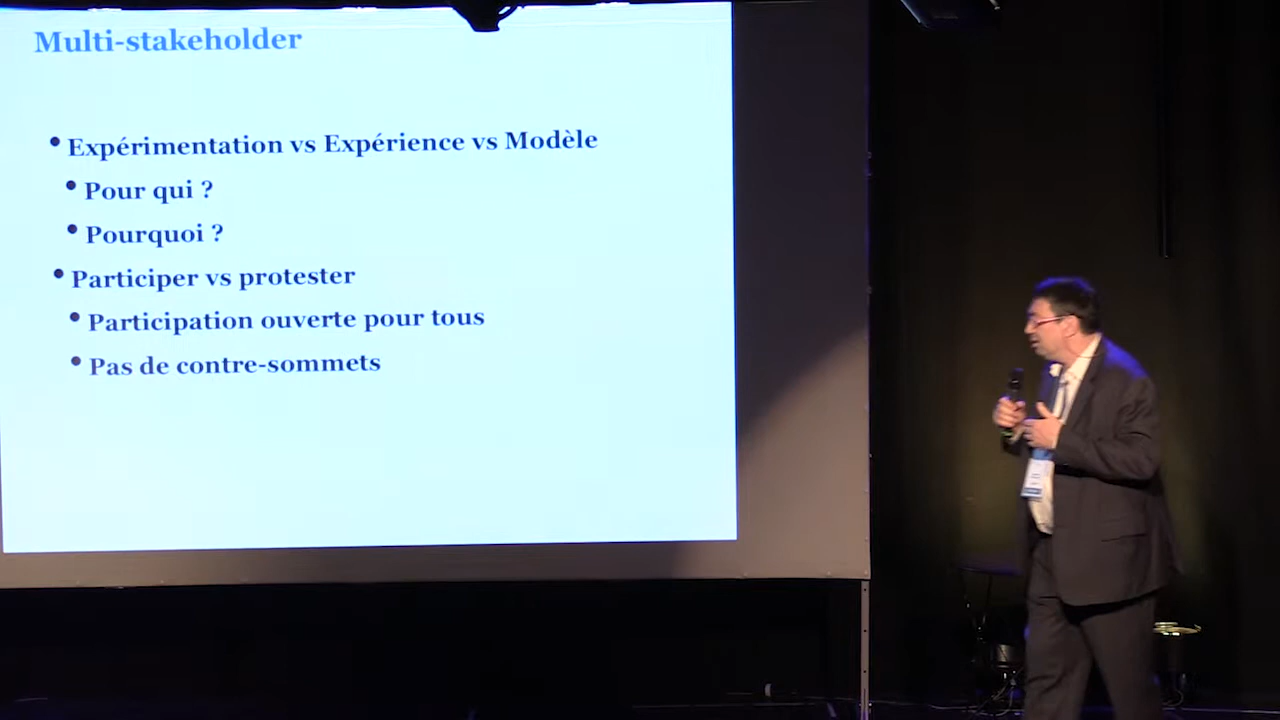 Multi-stakeholder
• Expérimentation vs Expérience vs Modèle
• Pour qui ?
• Pourquoi ?
• Participer vs protester
• Participation ouverte pour tous
• Pas de contre-sommets